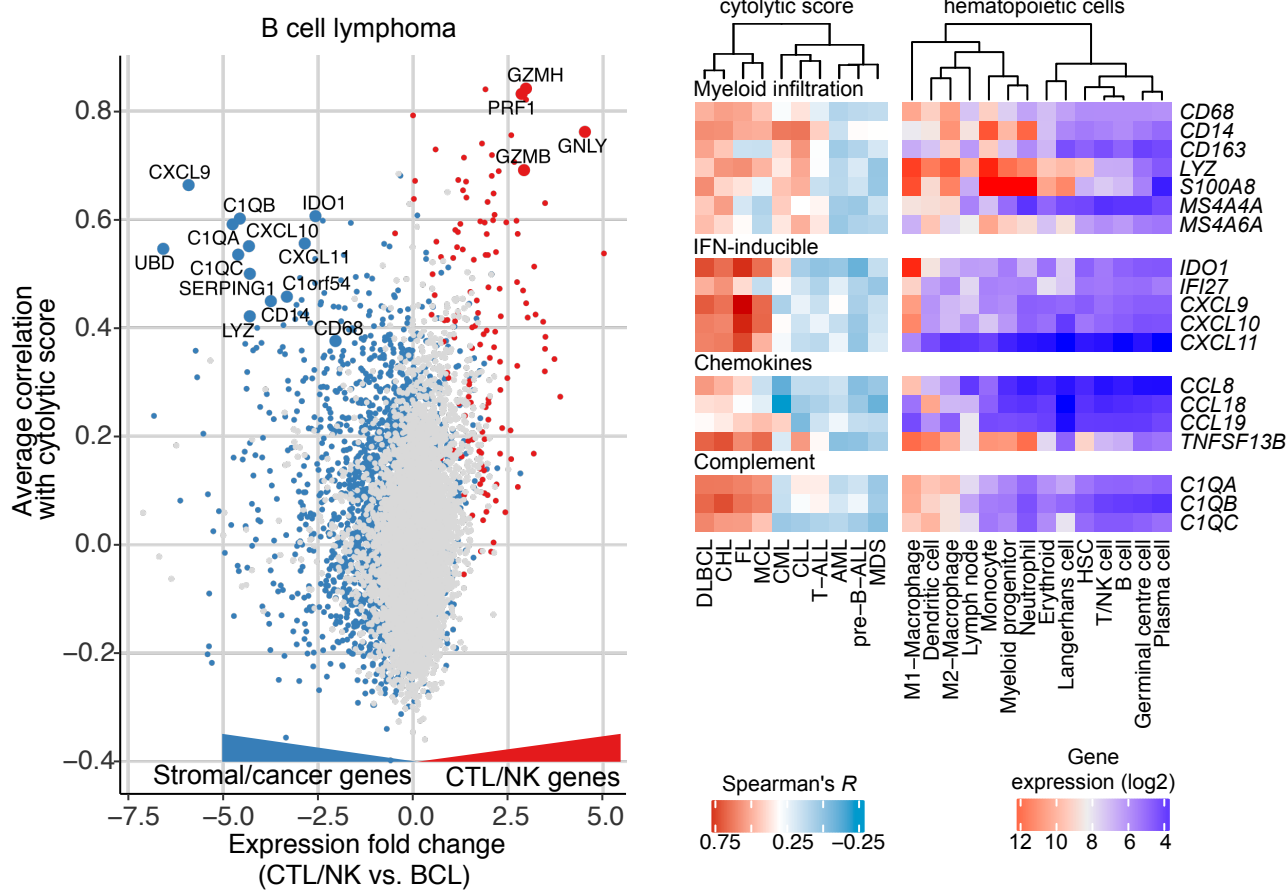 B cell lymphoma
GZMH
PRF1
GNLY
GZMB
CXCL9
C1QB
IDO1
C1QA
CXCL10
UBD
CXCL11
C1QC
C1orf54
SERPING1
CD14
LYZ
CD68
0.8
0.6
0.4
0.2
0.0
−0.2
−0.4
Average correlation
with cytolytic score
Stromal/cancer genes
CTL/NK genes
−7.5
−5.0
−2.5
0.0
2.5
5.0
Expression fold change
(CTL/NK vs. BCL)
cytolytic score
hematopoietic cells
Myeloid infiltration
CD68
CD14
CD163
LYZ
S100A8
MS4A4A
MS4A6A
IFN-inducible
IDO1
IFI27
CXCL9
CXCL10
CXCL11
Chemokines
CCL8
CCL18
CCL19
TNFSF13B
Complement
C1QA
C1QB
C1QC
DLBCL
CHL
FL
MCL
CML
CLL
T-ALL
AML
pre-B-ALL
MDS
M1-Macrophage
Dendritic cell
M2-Macrophage
Lymph node
Monocyte
Myeloid progenitor
Neutrophil
Erythroid
Langerhans cell
HSC
T/NK cell
B cell
Germinal centre cell
Plasma cell
Spearman's R
0.75
0.25
−0.25
Gene
expression (log2)
12
10
8
6
4